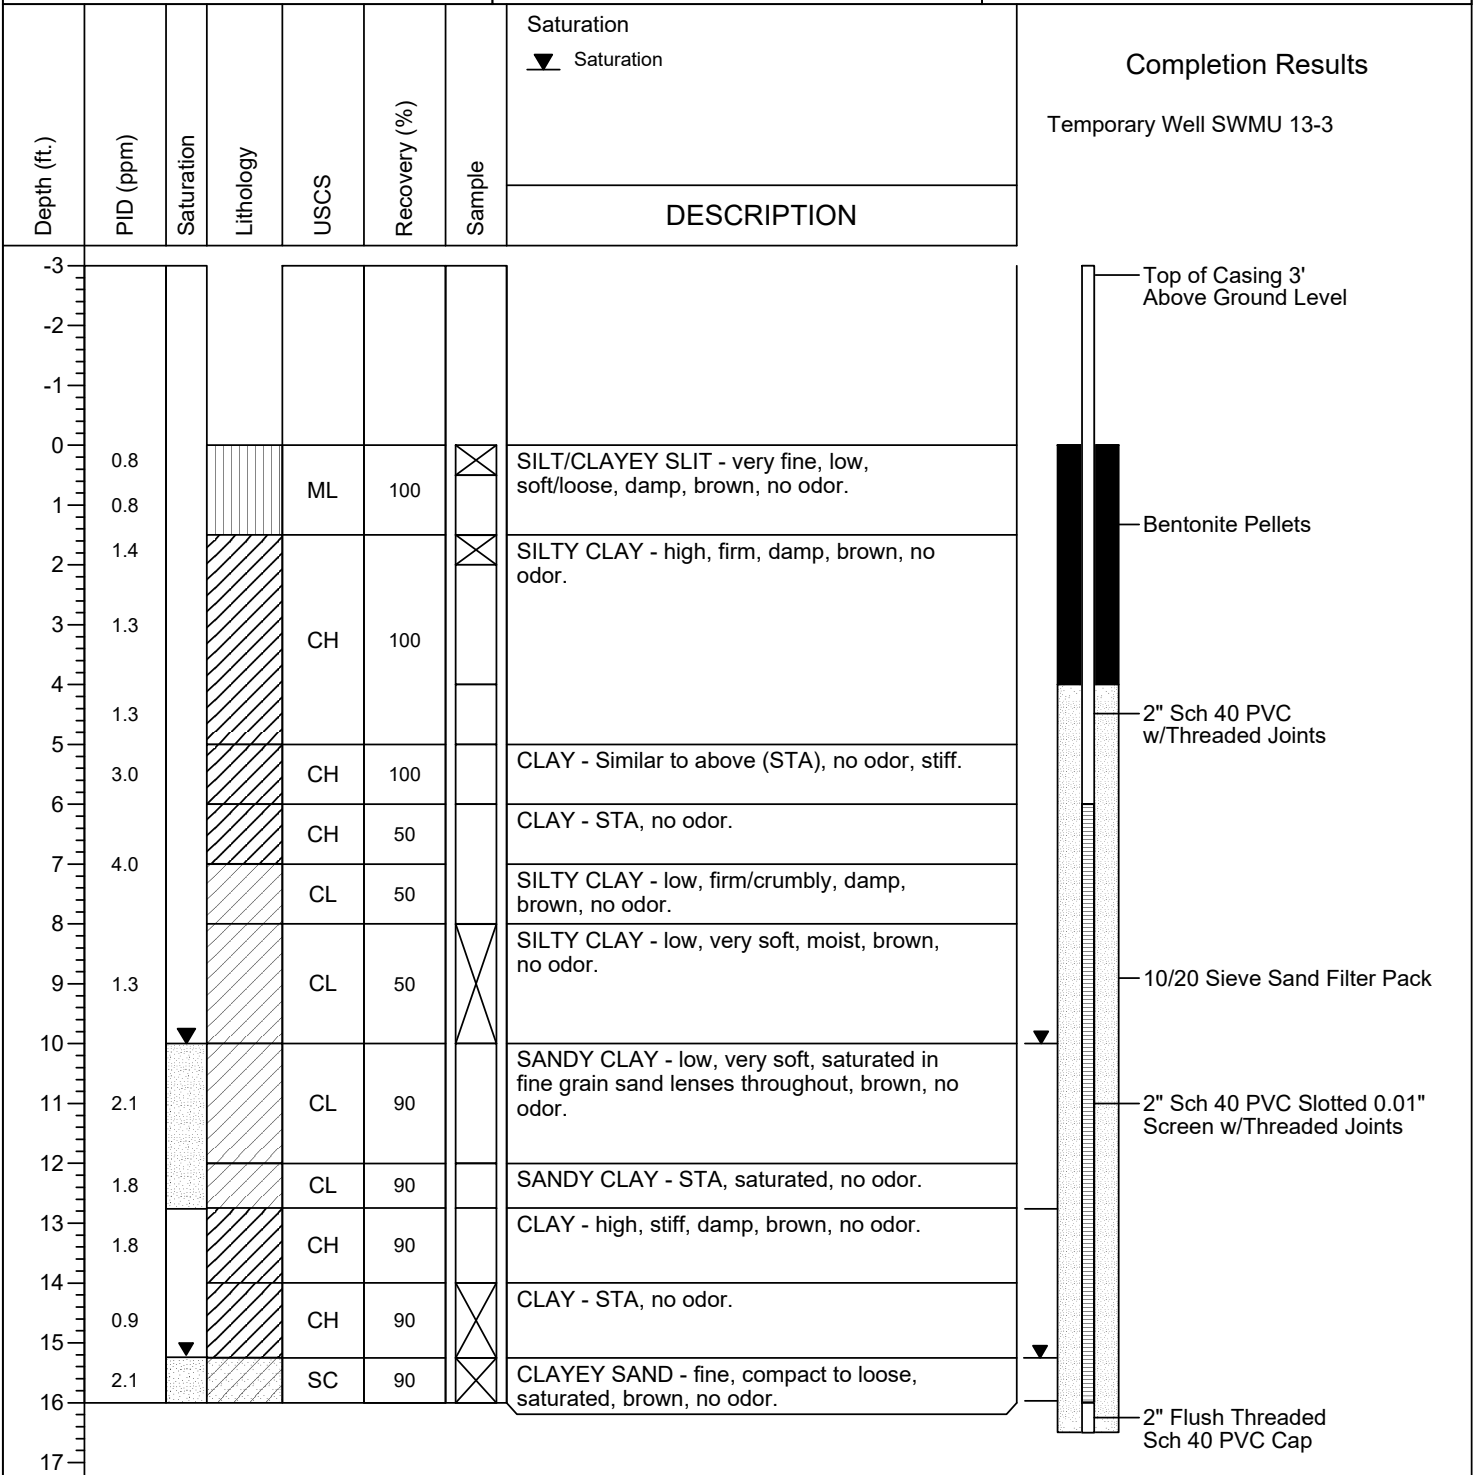 Saturation
Saturation
Completion Results
Temporary Well SWMU 13-3
Depth (ft.)
PID (ppm)
Saturation
Lithology
USCS
Recovery (%)
Sample
DESCRIPTION
-3
Top of Casing 3'
Above Ground Level
-2
-1
0
0.8
ML
100
SILT/CLAYEY SLIT - very fine, low,
soft/loose, damp, brown, no odor.
1
0.8
Bentonite Pellets
1.4
SILTY CLAY - high, firm, damp, brown, no
odor.
2
3
1.3
CH
100
4
1.3
2" Sch 40 PVC
w/Threaded Joints
5
3.0
CH
100
CLAY - Similar to above (STA), no odor, stiff.
6
CH
50
CLAY - STA, no odor.
7
4.0
CL
50
SILTY CLAY - low, firm/crumbly, damp,
brown, no odor.
8
SILTY CLAY - low, very soft, moist, brown,
no odor.
9
1.3
CL
50
10/20 Sieve Sand Filter Pack
10
SANDY CLAY - low, very soft, saturated in
fine grain sand lenses throughout, brown, no
odor.
11
2.1
CL
90
2" Sch 40 PVC Slotted 0.01"
Screen w/Threaded Joints
12
1.8
CL
90
SANDY CLAY - STA, saturated, no odor.
13
1.8
CH
90
CLAY - high, stiff, damp, brown, no odor.
14
0.9
CH
90
CLAY - STA, no odor.
15
2.1
SC
90
CLAYEY SAND - fine, compact to loose,
saturated, brown, no odor.
16
2" Flush Threaded
Sch 40 PVC Cap
17